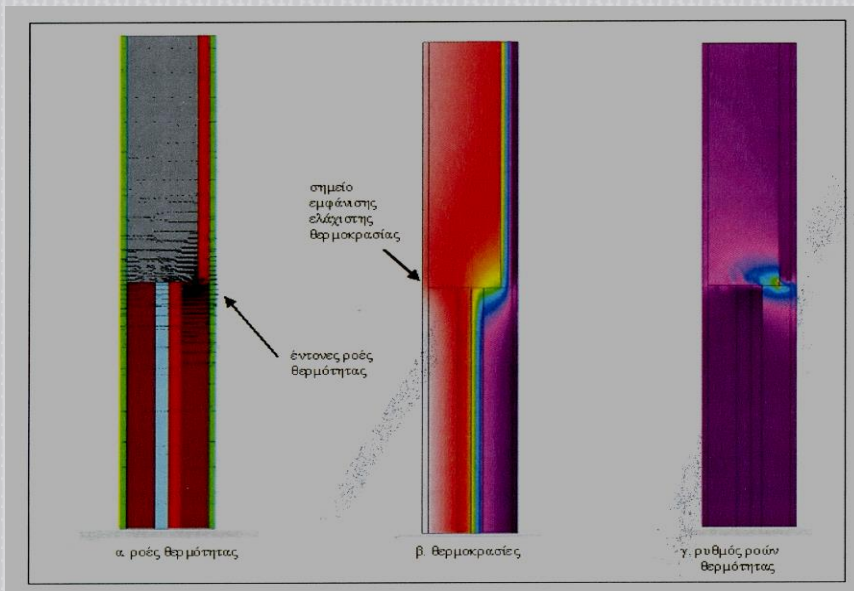 σημείο
εμφάνισης
ελάχιστης
θερμοκρασίας
έντονες ροές
θερμότητας
α. ροές θερμότητας
β. θερμοκρασίες
γ. ρυθμός ροών
θερμότητας